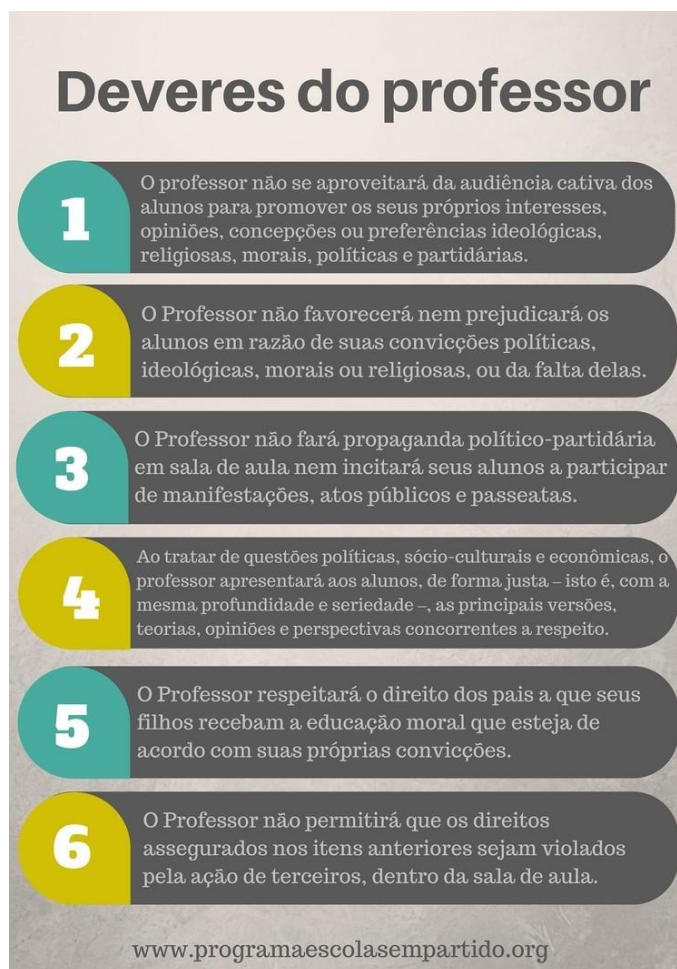 Deveres do professor
1
O professor não se aproveitará da audiência cativa dos
alunos para promover os seus próprios interesses,
opiniões, concepções ou preferências ideológicas,
religiosas, morais, políticas e partidárias.
2
O Professor não favorecerá nem prejudicará os
alunos em razão de suas convicções políticas,
ideológicas, morais ou religiosas, ou da falta delas.
3
O Professor não fará propaganda político-partidária
em sala de aula nem incitará seus alunos a participar
de manifestações, atos públicos e passeatas.
4
Ao tratar de questões políticas, sócio-culturais e econômicas, o
professor apresentará aos alunos, de forma justa – isto é, com a
mesma profundidade e seriedade –, as principais versões,
teorias, opiniões e perspectivas concorrentes a respeito.
5
O Professor respeitará o direito dos pais a que seus
filhos recebam a educação moral que esteja de
acordo com suas próprias convicções.
6
O Professor não permitirá que os direitos
assegurados nos itens anteriores sejam violados
pela ação de terceiros, dentro da sala de aula.
www.programaescolasempartido.org